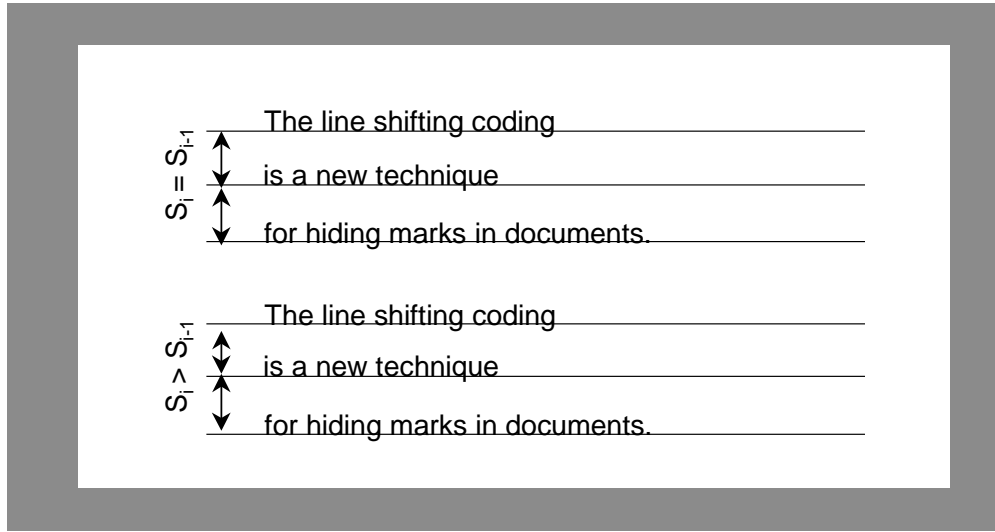 The line shifting coding
is a new technique
for hiding marks in documents.
Si = Si-1
The line shifting coding
is a new technique
for hiding marks in documents.
Si > Si-1